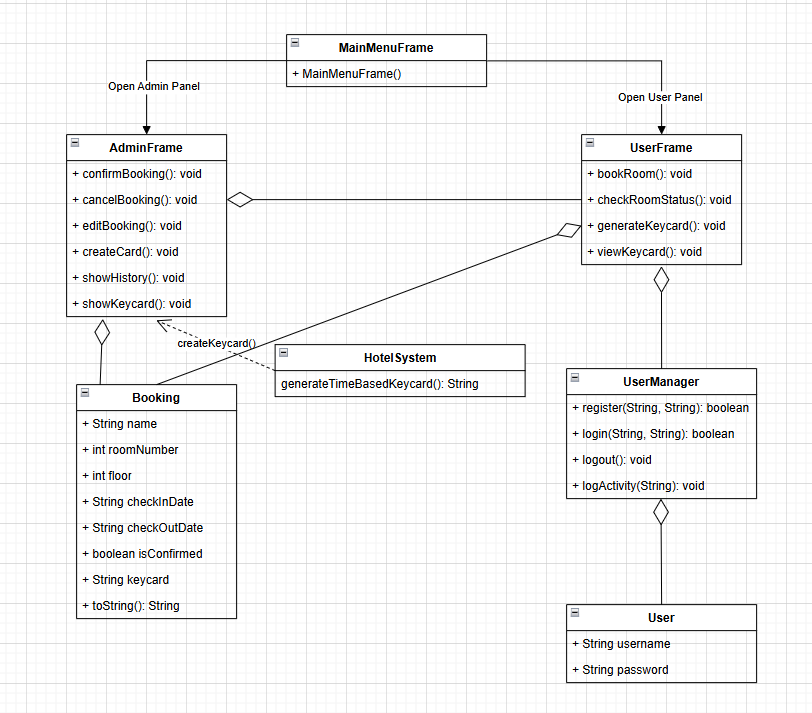 MainMenuFrame
+ MainMenuFrame()
Open Admin Panel
Open User Panel
AdminFrame
+ confirmBooking(): void
+ cancelBooking(): void
+ editBooking(): void
+ createCard(): void
+ showHistory(): void
+ showKeycard(): void
UserFrame
+ bookRoom(): void
+ checkRoomStatus(): void
+ generateKeycard(): void
+ viewKeycard(): void
createKeycard()
HotelSystem
generateTimeBasedKeycard(): String
Booking
+ String name
+ int roomNumber
+ int floor
+ String checkInDate
+ String checkOutDate
+ boolean isConfirmed
+ String keycard
+ toString(): String
UserManager
+ register(String, String): boolean
+ login(String, String): boolean
+ logout(): void
+ logActivity(String): void
User
+ String username
+ String password